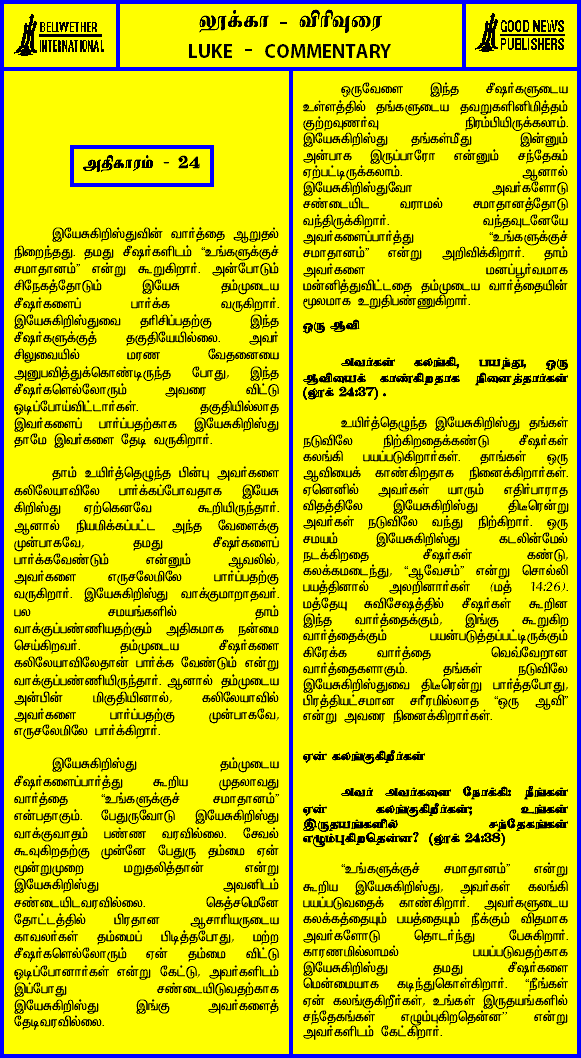 BELIWETHER
INTERNATIONAL
லூக்கா - விரிவுரை
LUKE - COMMENTARY
GOOD NEWS
PUBLISHERS
அதிகாரம் - 24
இயேசுகிறிஸ்துவின் வார்த்தை ஆறுதல்
நிறைந்தது. தமது சீஷர்களிடம் “உங்களுக்குச்
சமாதானம்” என்று கூறுகிறார். அன்போடும்
சிநேகத்தோடும் இயேசு தம்முடைய
சீஷர்களைப் பார்க்க வருகிறார்.
இயேசுகிறிஸ்துவை தரிசிப்பதற்கு இந்த
சீஷர்களுக்குத் தகுதியேயில்லை. அவர்
சிலுவையில் மரண வேதனையை
அனுபவித்துக்கொண்டிருந்த போது, இந்த
சீஷர்களெல்லோரும் அவரை விட்டு
ஓடிப்போய்விட்டார்கள். தகுதியில்லாத
இவர்களைப் பார்ப்பதற்காக இயேசுகிறிஸ்து
தாமே இவர்களை தேடி வருகிறார்.
தாம் உயிர்த்தெழுந்த பின்பு அவர்களை
கலிலேயாவிலே பார்க்கப்போவதாக இயேசு
கிறிஸ்து ஏற்கெனவே கூறியிருந்தார்.
ஆனால் நியமிக்கப்பட்ட அந்த வேளைக்கு
முன்பாகவே, தமது சீஷர்களைப்
பார்க்கவேண்டும் என்னும் ஆவலில்,
அவர்களை எருசலேமிலே பார்ப்பதற்கு
வருகிறார். இயேசுகிறிஸ்து வாக்குமாறாதவர்.
பல சமயங்களில் தாம்
வாக்குப்பண்ணியதற்கும் அதிகமாக நன்மை
செய்கிறவர். தம்முடைய சீஷர்களை
கலிலேயாவிலேதான் பார்க்க வேண்டும் என்று
வாக்குப்பண்ணியிருந்தார். ஆனால் தம்முடைய
அன்பின் மிகுதியினால், கலிலேயாவில்
அவர்களை பார்ப்பதற்கு முன்பாகவே,
எருசலேமிலே பார்க்கிறார்.
இயேசுகிறிஸ்து தம்முடைய
சீஷர்களைப்பார்த்து கூறிய முதலாவது
வார்த்தை “உங்களுக்குச் சமாதானம்”
என்பதாகும். பேதுருவோடு இயேசுகிறிஸ்து
வாக்குவாதம் பண்ண வரவில்லை. சேவல்
கூவுகிறதற்கு முன்னே பேதுரு தம்மை ஏன்
மூன்றுமுறை மறுதலித்தான் என்று
இயேசுகிறிஸ்து அவனிடம்
சண்டையிடவரவில்லை. கெத்சமெனே
தோட்டத்தில் பிரதான ஆசாரியருடைய
காவலர்கள் தம்மைப் பிடித்தபோது, மற்ற
சீஷர்களெல்லோரும் ஏன் தம்மை விட்டு
ஓடிப்போனார்கள் என்று கேட்டு, அவர்களிடம்
இப்போது சண்டையிடுவதற்காக
இயேசுகிறிஸ்து இங்கு அவர்களைத்
தேடிவரவில்லை.
ஒருவேளை இந்த சீஷர்களுடைய
உள்ளத்தில் தங்களுடைய தவறுகளினிமித்தம்
குற்றவுணர்வு நிரம்பியிருக்கலாம்.
இயேசுகிறிஸ்து தங்கள்மீது இன்னும்
அன்பாக இருப்பாரோ என்னும் சந்தேகம்
ஏற்பட்டிருக்கலாம். ஆனால்
இயேசுகிறிஸ்துவோ அவர்களோடு
சண்டையிட வராமல் சமாதானத்தோடு
வந்திருக்கிறார். வந்தவுடனேயே
அவர்களைப்பார்த்து “உங்களுக்குச்
சமாதானம்” என்று அறிவிக்கிறார். தாம்
அவர்களை மனப்பூர்வமாக
மன்னித்துவிட்டதை தம்முடைய வார்த்தையின்
மூலமாக உறுதிபண்ணுகிறார்.
ஒரு ஆவி
அவர்கள் கலங்கி, பயந்து, ஒரு
ஆவியைக் காண்கிறதாக நினைத்தார்கள்
(லூக் 24:37) .
உயிர்த்தெழுந்த இயேசுகிறிஸ்து தங்கள்
நடுவிலே நிற்கிறதைக்கண்டு சீஷர்கள்
கலங்கி பயப்படுகிறார்கள். தாங்கள் ஒரு
ஆவியைக் காண்கிறதாக நினைக்கிறார்கள்.
ஏனெனில் அவர்கள் யாரும் எதிர்பாராத
விதத்திலே இயேசுகிறிஸ்து திடீரென்று
அவர்கள் நடுவிலே வந்து நிற்கிறார். ஒரு
சமயம் இயேசுகிறிஸ்து கடலின்மேல்
நடக்கிறதை சீஷர்கள் கண்டு,
கலக்கமடைந்து, “ஆவேசம்” என்று சொல்லி
பயத்தினால் அலறினார்கள் (மத் 14:26).
மத்தேயு சுவிசேஷத்தில் சீஷர்கள் கூறின
இந்த வார்த்தைக்கும், இங்கு கூறுகிற
வார்த்தைக்கும் பயன்படுத்தப்பட்டிருக்கும்
கிரேக்க வார்த்தை வெவ்வேறான
வார்த்தைகளாகும். தங்கள் நடுவிலே
இயேசுகிறிஸ்துவை திடீரென்று பார்த்தபோது,
பிரத்தியட்சமான சரீரமில்லாத “ஒரு ஆவி”
என்று அவரை நினைக்கிறார்கள்.
ஏன் கலங்குகிறீர்கள்
அவர் அவர்களை நோக்கி: நீங்கள்
ஏன் கலங்குகிறீர்கள்; உங்கள்
இருதயங்களில் சந்தேகங்கள்
எழும்புகிறதென்ன? (லூக் 24:38)
“உங்களுக்குச் சமாதானம்” என்று
கூறிய இயேசுகிறிஸ்து, அவர்கள் கலங்கி
பயப்படுவதைக் காண்கிறார். அவர்களுடைய
கலக்கத்தையும் பயத்தையும் நீக்கும் விதமாக
அவர்களோடு தொடர்ந்து பேசுகிறார்.
காரணமில்லாமல் பயப்படுவதற்காக
இயேசுகிறிஸ்து தமது சீஷர்களை
மென்மையாக கடிந்துகொள்கிறார். “நீங்கள்
ஏன் கலங்குகிறீர்கள், உங்கள் இருதயங்களில்
சந்தேகங்கள் எழும்புகிறதென்ன” என்று
அவர்களிடம் கேட்கிறார்.